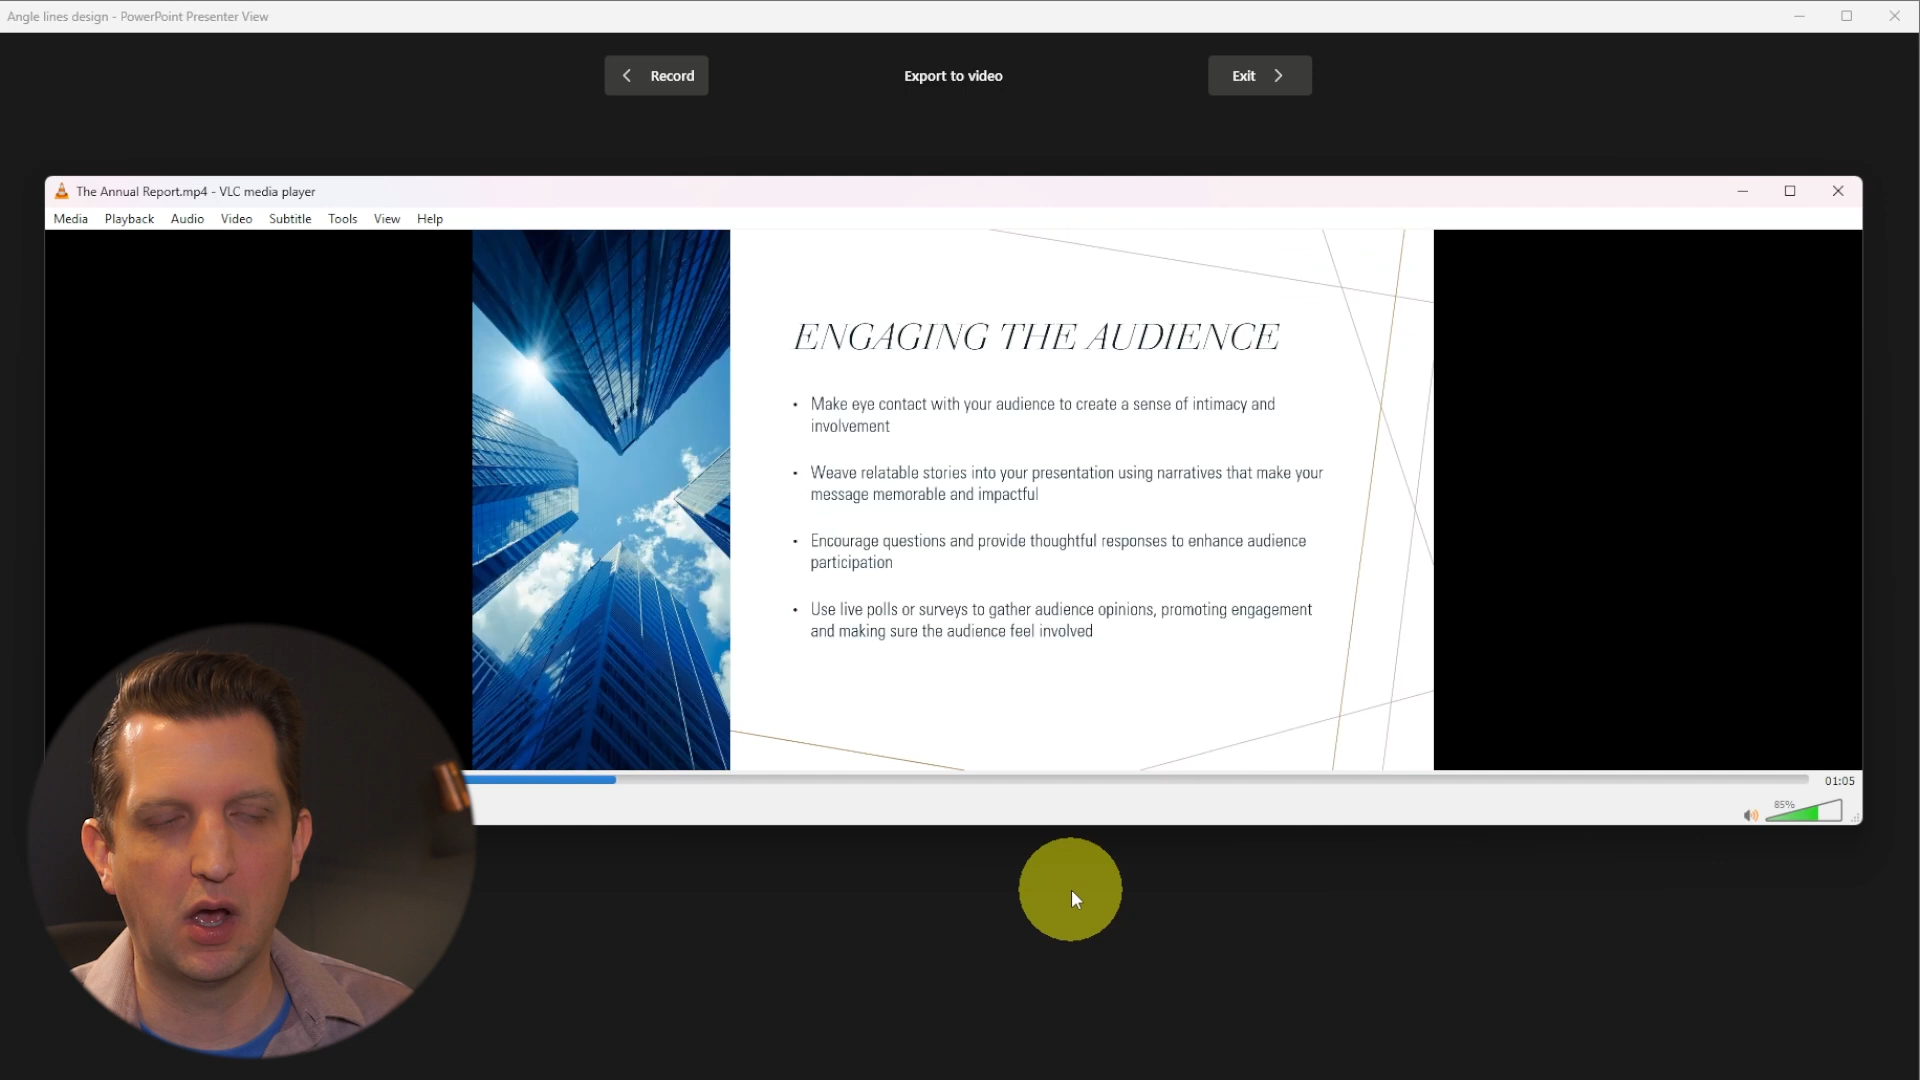 Angle lines design - PowerPoint Presenter View
Record
Export to video
Exit
The Annual Report.mp4 - VLC media player
Media Playback Audio Video Subtitle Tools View Help
ENGAGING THE AUDIENCE
• Make eye contact with your audience to create a sense of intimacy and
involvement
• Weave relatable stories into your presentation using narratives that make your
message memorable and impactful
• Encourage questions and provide thoughtful responses to enhance audience
participation
• Use live polls or surveys to gather audience opinions, promoting engagement
and making sure the audience feel involved
01:05
85%